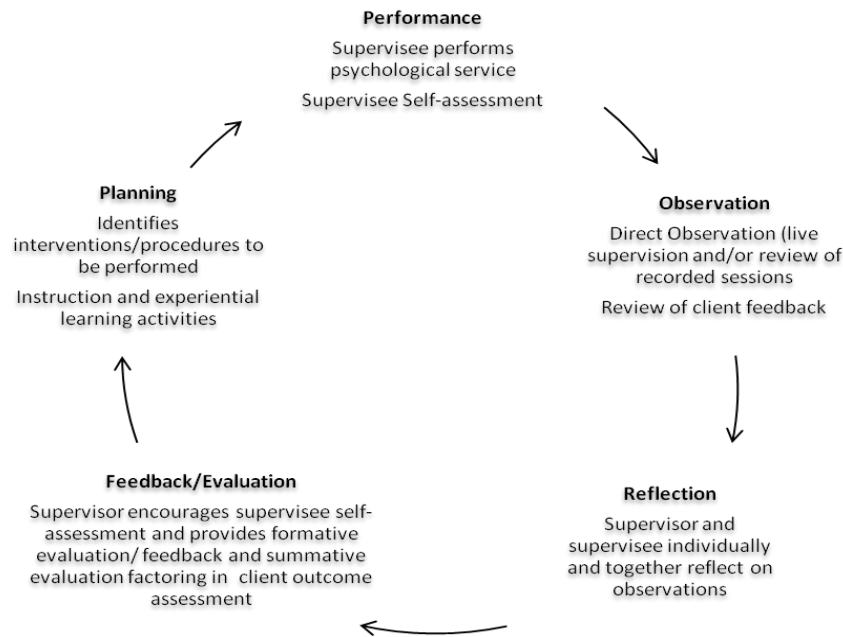 Performance
Supervisee performs
psychological service
Supervisee Self-assessment
Observation
Direct Observation (live
supervision and/or review of
recorded sessions
Review of client feedback
Reflection
Supervisor and
supervisee individually
and together reflect on
observations
Feedback/Evaluation
Supervisor encourages supervisee self-
assessment and provides formative
evaluation/ feedback and summative
evaluation factoring in client outcome
assessment
Planning
Identifies
interventions/procedures to
be performed
Instruction and experiential
learning activities